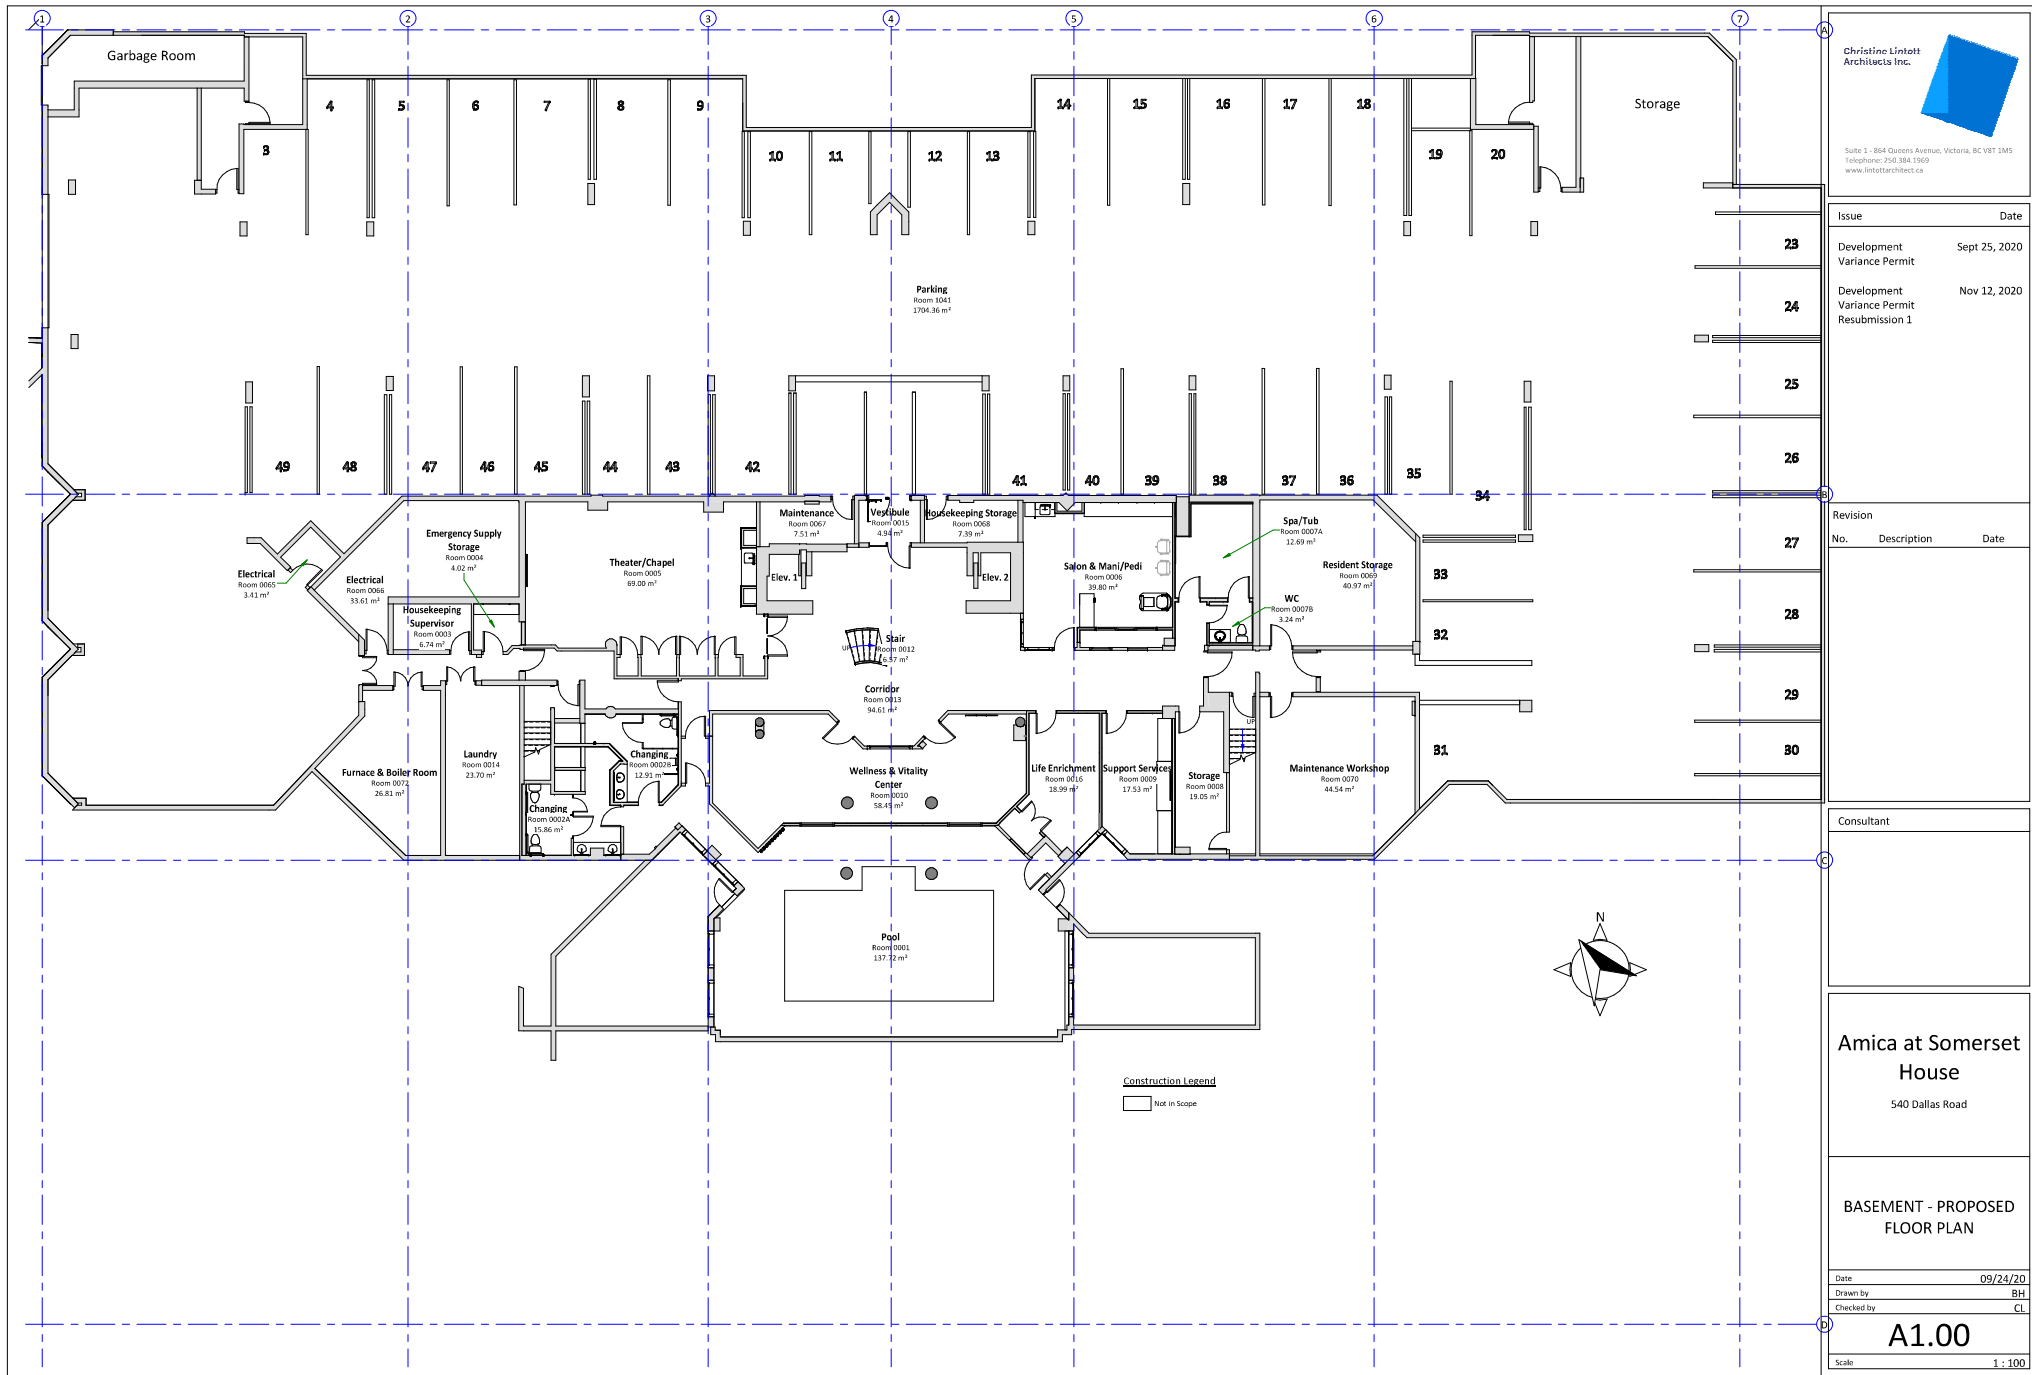 1
2
3
4
5
6
7
A
B
C
D
Garbage Room
3
4
5
6
7
8
9
10
11
12
13
14
15
16
17
18
19
20
Storage
23
24
25
26
27
28
29
30
Parking
Room 1041
1704.36 m²
49
48
47
46
45
44
43
42
41
40
39
38
37
36
35
34
33
32
31
Electrical
Room 0065
3.41 m²
Electrical
Room 0066
33.61 m²
Emergency Supply
Storage
Room 0004
4.02 m²
Housekeeping
Supervisor
Room 0003
6.74 m²
Theater/Chapel
Room 0005
69.00 m²
Maintenance
Room 0067
7.51 m²
Vestibule
Room 0015
4.94 m²
Housekeeping Storage
Room 0068
7.39 m²
Elev. 1
Elev. 2
Salon & Mani/Pedi
Room 0006
39.80 m²
Spa/Tub
Room 0007A
12.69 m²
WC
Room 0007B
3.24 m²
Resident Storage
Room 0069
40.97 m²
UP
Stair
Room 0012
6.57 m²
Corridor
Room 0013
94.61 m²
Furnace & Boiler Room
Room 0072
26.81 m²
Laundry
Room 0014
23.70 m²
Changing
Room 0002B
12.91 m²
Changing
Room 0002A
15.86 m²
Wellness & Vitality
Center
Room 0010
58.45 m²
Life Enrichment
Room 0016
18.99 m²
Support Services
Room 0009
17.53 m²
Storage
Room 0008
19.05 m²
UP
Maintenance Workshop
Room 0070
44.54 m²
Pool
Room 0001
137.72 m²
N
Construction Legend
Not in Scope
Christine Lintott
Architects Inc.
Suite 1 - 864 Queens Avenue, Victoria, BC V8T 1M5
Telephone: 250.384.1969
www.lintottarchitect.ca
Issue Date
Development Sept 25, 2020
Variance Permit
Development Nov 12, 2020
Variance Permit
Resubmission 1
Revision
No. Description Date
Consultant
Amica at Somerset
House
540 Dallas Road
BASEMENT - PROPOSED
FLOOR PLAN
Date 09/24/20
Drawn by BH
Checked by CL
A1.00
Scale 1 : 100